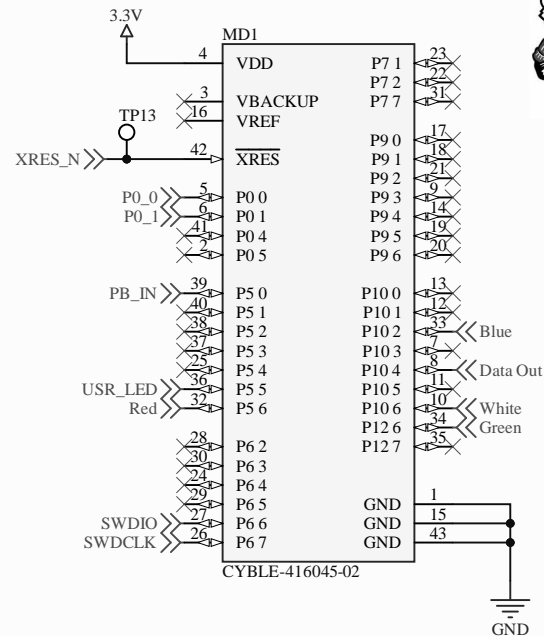 3.3V
MD1
4 VDD P7 1 23
P7 2 22
3 VBACKUP P7 7 31
16 VREF
TP13
P9 0 17
XRES_N 42 XRES P9 1 18
P9 2 21
P0_0 5 P0 0 P9 3 9
P0_1 6 P0 1 P9 4 14
41 P0 4 P9 5 19
2 P0 5 P9 6 20
PB_IN 39 P5 0 P10 0 13
40 P5 1 P10 1 12
38 P5 2 P10 2 33 Blue
37 P5 3 P10 3 7
25 P5 4 P10 4 8 Data Out
USR_LED 36 P5 5 P10 5 11
Red 32 P5 6 P10 6 10 White
P12 6 34 Green
28 P6 2 P12 7 35
30 P6 3
24 P6 4
29 P6 5 GND 1
SWDIO 27 P6 6 GND 15
SWDCLK 26 P6 7 GND 43
CYBLE-416045-02
GND